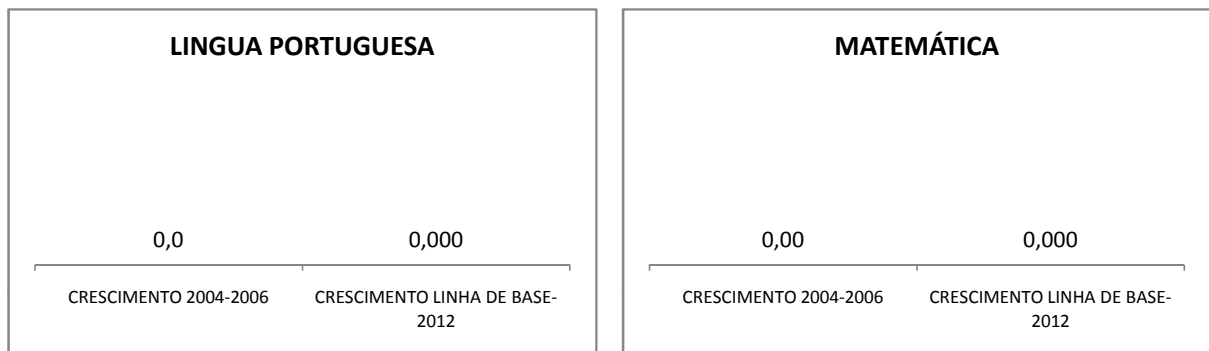 LINGUA PORTUGUESA
0,0 0,000
CRESCIMENTO 2004-2006 CRESCIMENTO LINHA DE BASE-
2012
MATEMÁTICA
0,00 0,000
CRESCIMENTO 2004-2006 CRESCIMENTO LINHA DE BASE-
2012